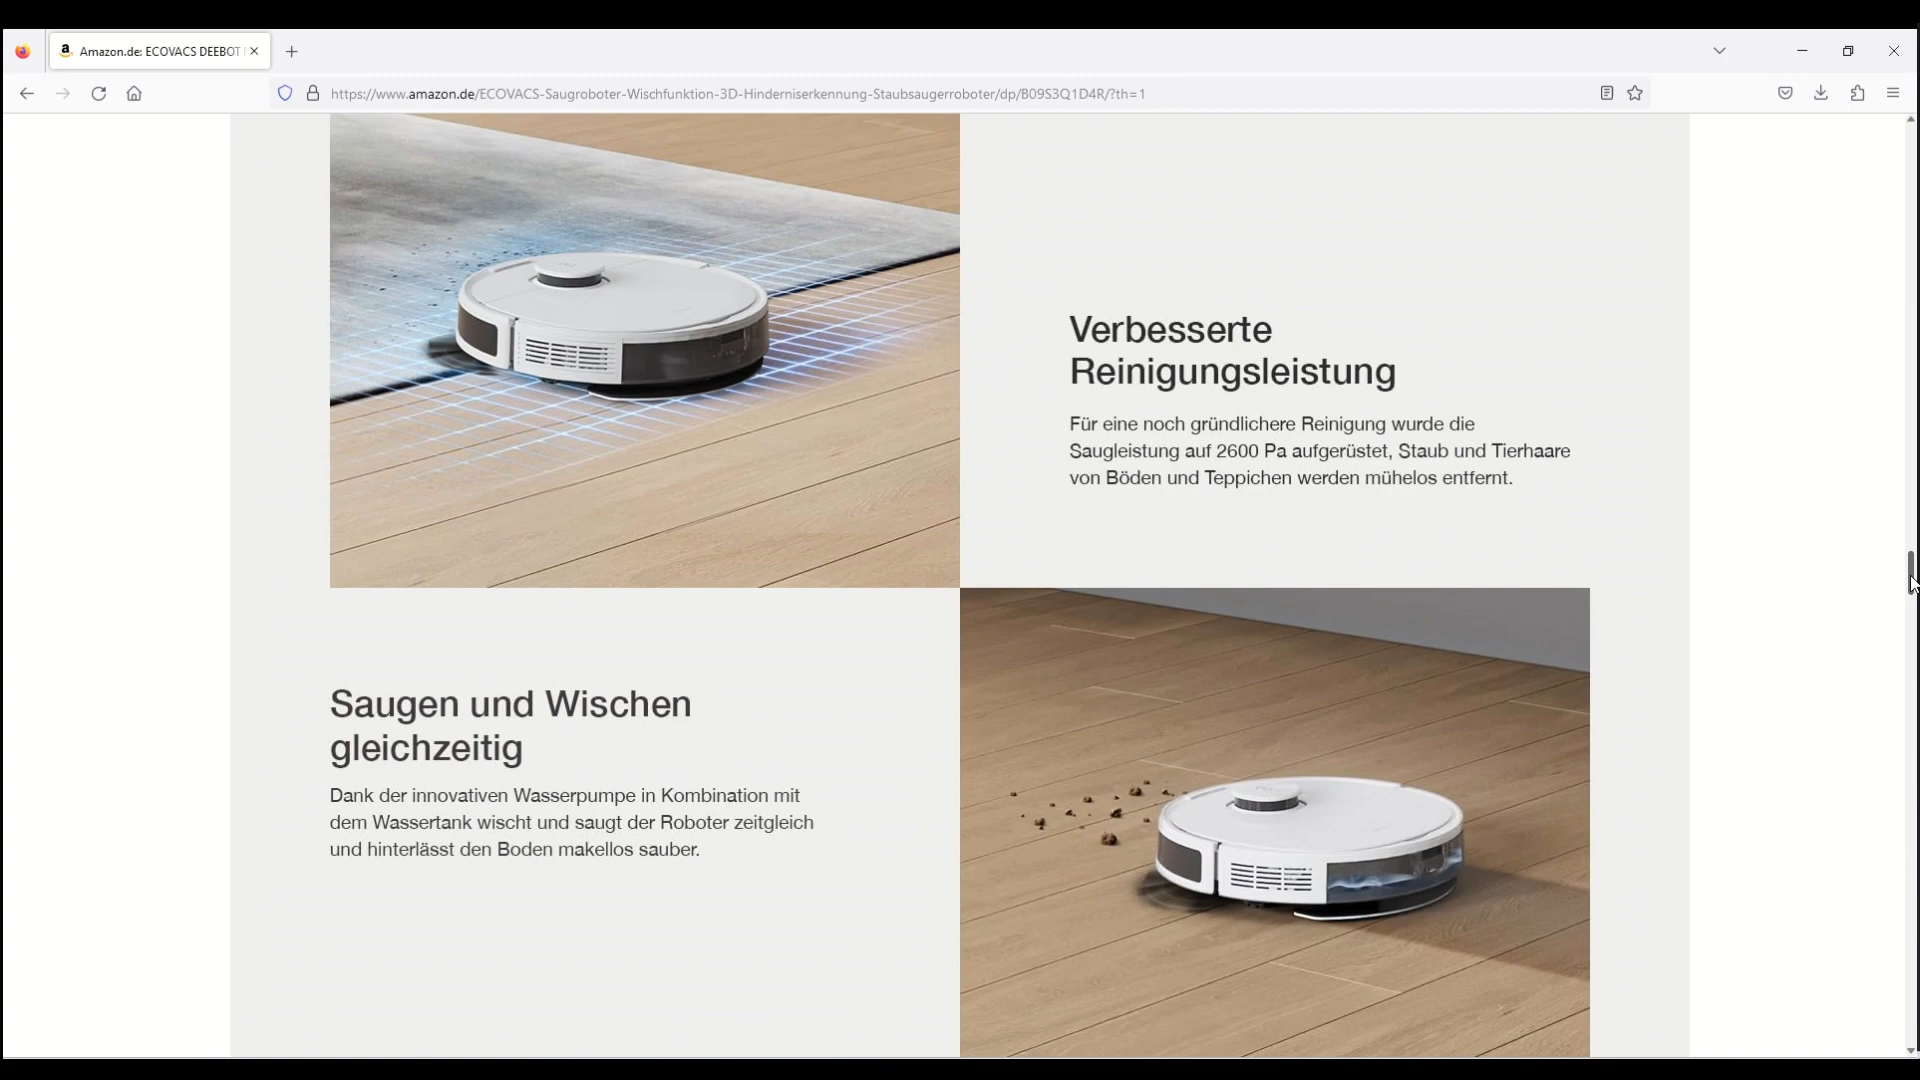 Amazon.de: ECOVACS DEEBOT
https://www.amazon.de/ECOVACS-Saugroboter-Wischfunktion-3D-Hinderniserkennung-Staubsaugerroboter/dp/B09S3Q1D4R/?th=1
Verbesserte
Reinigungsleistung
Für eine noch gründlichere Reinigung wurde die
Saugleistung auf 2600 Pa aufgerüstet, Staub und Tierhaare
von Böden und Teppichen werden mühelos entfernt.
Saugen und Wischen
gleichzeitig
Dank der innovativen Wasserpumpe in Kombination mit
dem Wassertank wischt und saugt der Roboter zeitgleich
und hinterlässt den Boden makellos sauber.